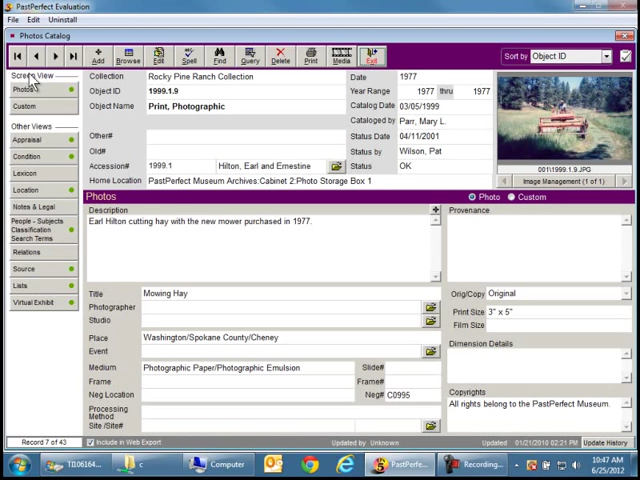 PastPerfect Evaluation
File Edit Uninstall
Photos Catalog
Add Browse Edit Spell Find Query Delete Print Media Exit
Sort by Object ID
Screen View
Photos
Custom
Other Views
Appraisal
Condition
Lexicon
Location
Notes & Legal
People - Subjects
Classification
Search Terms
Relations
Source
Lists
Virtual Exhibit
Collection Rocky Pine Ranch Collection
Object ID 1999.1.9
Object Name Print, Photographic
Other#
Old#
Accession# 1999.1 Hilton, Earl and Ernestine
Home Location PastPerfect Museum Archives:Cabinet 2:Photo Storage Box 1
Date 1977
Year Range 1977 thru 1977
Catalog Date 03/05/1999
Cataloged by Parr, Mary L.
Status Date 04/11/2001
Status by Wilson, Pat
Status OK
001\1999.1.9.JPG
Image Management (1 of 1)
Photos
Photo Custom
Description
Earl Hilton cutting hay with the new mower purchased in 1977.
Provenance
Title Mowing Hay
Photographer
Studio
Place Washington/Spokane County/Cheney
Event
Medium Photographic Paper/Photographic Emulsion
Frame
Neg Location
Processing
Method
Site /Site#
Slide#
Frame#
Neg# C0995
Orig/Copy Original
Print Size 3" x 5"
Film Size
Dimension Details
Copyrights
All rights belong to the PastPerfect Museum.
Record 7 of 43
Include in Web Export
Updated by Unknown
Updated 01/21/2010 02:21 PM
Update History
TI106164...
c
Computer
PastPerfe...
Recording...
10:47 AM
6/25/2012